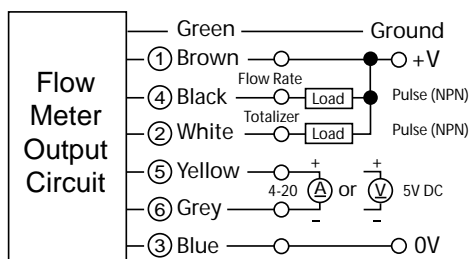 Green Ground
① Brown +V
Flow Rate
④ Black Load Pulse (NPN)
Totalizer
② White Load Pulse (NPN)
Flow
Meter
Output
Circuit
⑤ Yellow + +
4-20 A or V 5V DC
⑥ Grey – –
③ Blue 0V